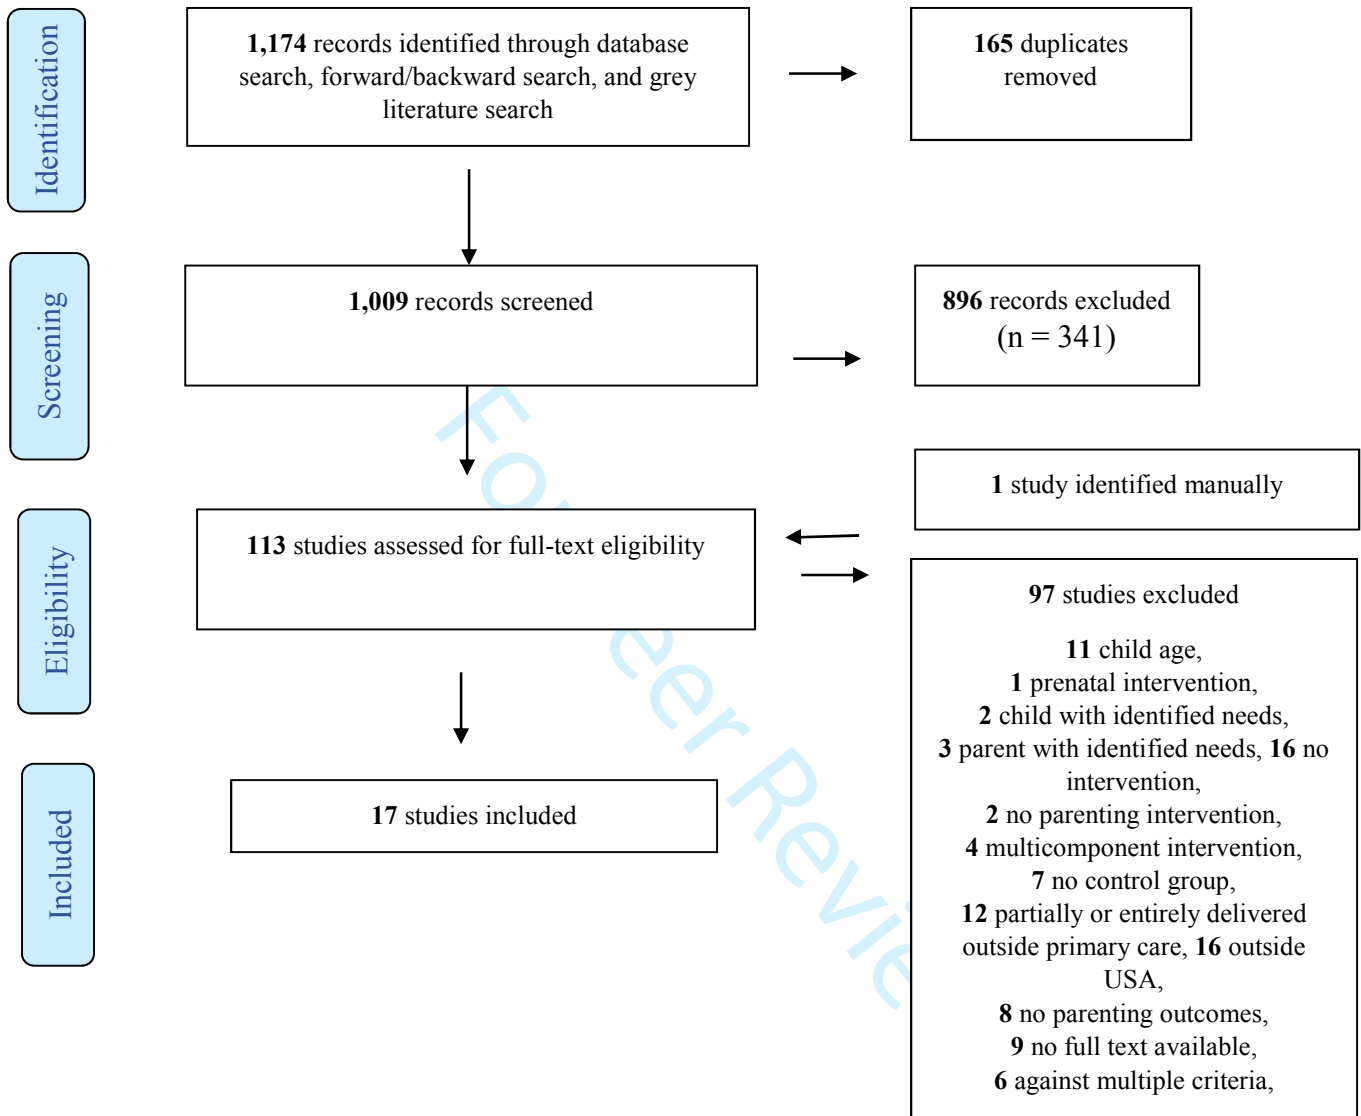 Identification
1,174 records identified through database
search, forward/backward search, and grey
literature search
165 duplicates
removed
Screening
1,009 records screened
896 records excluded
(n = 341)
1 study identified manually
Eligibility
113 studies assessed for full-text eligibility
97 studies excluded
11 child age,
1 prenatal intervention,
2 child with identified needs,
3 parent with identified needs, 16 no
intervention,
2 no parenting intervention,
4 multicomponent intervention,
7 no control group,
12 partially or entirely delivered
outside primary care, 16 outside
USA,
8 no parenting outcomes,
9 no full text available,
6 against multiple criteria,
Included
17 studies included